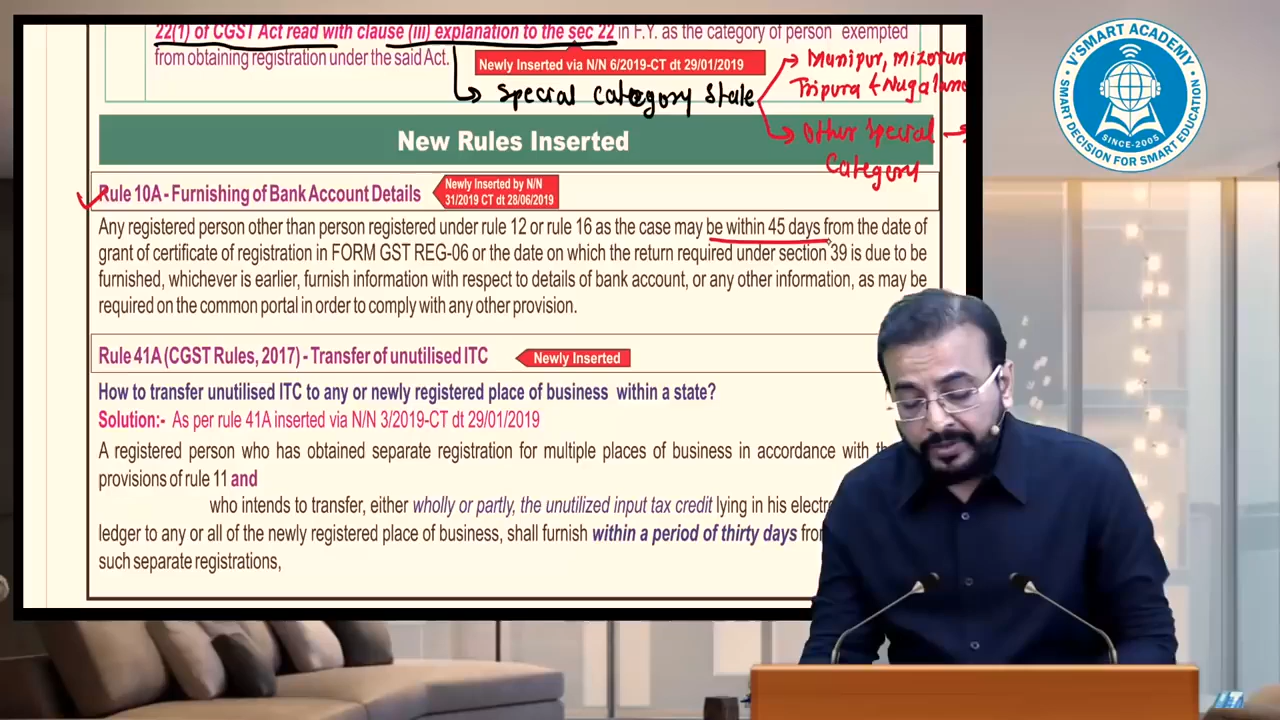 22(1) of CGST Act read with clause (iii) explanation to the sec 22 in F.Y. as the category of person exempted
from obtaining registration under the said Act.
Newly Inserted via N/N 6/2019-CT dt 29/01/2019
Special Category State
Manipur, Mizoram
Tripura & Nagaland
Other Special
Category
New Rules Inserted
Rule 10A - Furnishing of Bank Account Details
Newly Inserted by N/N
31/2019 CT dt 28/06/2019
Any registered person other than person registered under rule 12 or rule 16 as the case may be within 45 days from the date of
grant of certificate of registration in FORM GST REG-06 or the date on which the return required under section 39 is due to be
furnished, whichever is earlier, furnish information with respect to details of bank account, or any other information, as may be
required on the common portal in order to comply with any other provision.
Rule 41A (CGST Rules, 2017) - Transfer of unutilised ITC
Newly Inserted
How to transfer unutilised ITC to any or newly registered place of business within a state?
Solution:- As per rule 41A inserted via N/N 3/2019-CT dt 29/01/2019
A registered person who has obtained separate registration for multiple places of business in accordance with
provisions of rule 11 and
who intends to transfer, either wholly or partly, the unutilized input tax credit lying in his
ledger to any or all of the newly registered place of business, shall furnish within a period of thirty days
such separate registrations,
V'SMART ACADEMY
SINCE-2005
SMART DECISION FOR SMART EDUCATION